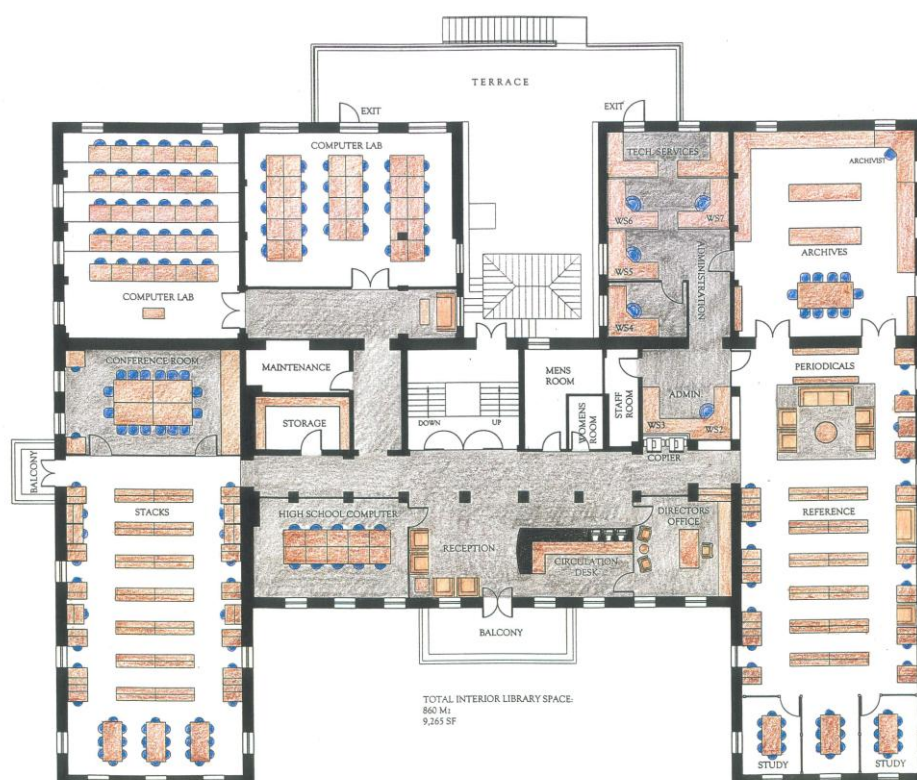 TERRACE
EXIT
EXIT
COMPUTER LAB
TECH. SERVICES
ARCHIVIST
WS6
WS7
ADMINISTRATION
ARCHIVES
WS5
COMPUTER LAB
WS4
CONFERENCE ROOM
MAINTENANCE
MENS
ROOM
STAFF
ROOM
ADMIN.
PERIODICALS
STORAGE
DOWN
UP
WOMENS
ROOM
WS3
WS2
COPIER
BALCONY
STACKS
HIGH SCHOOL COMPUTER
DIRECTORS
OFFICE
REFERENCE
RECEPTION
CIRCULATION
DESK
BALCONY
TOTAL INTERIOR LIBRARY SPACE:
860 M2
9,265 SF
STUDY
STUDY